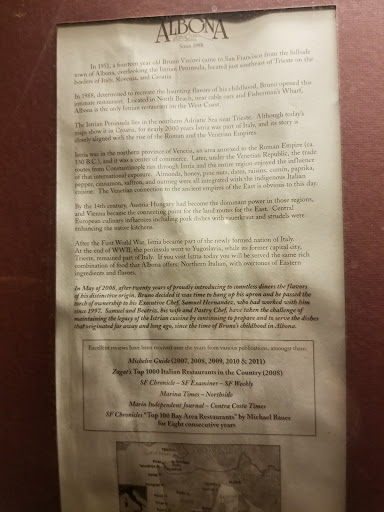 ALBONA
Since 1988
In 1951, a fourteen year old Bruno Viscovi came to San Francisco from the hillside
town of Albona, overlooking the Istrian Peninsula, located just southeast of Trieste on the
borders of Italy, Slovenia, and Croatia.
In 1988, determined to recreate the haunting flavors of his childhood, Bruno opened this
intimate restaurant. Located in North Beach, near cable cars and Fisherman's Wharf,
Albona is the only Istrian restaurant on the West Coast.
The Istrian Peninsula lies in the northern Adriatic Sea near Trieste. Although today's
maps show it in Croatia, for nearly 2000 years Istria was part of Italy, and its story is
closely aligned with the rise of the Roman and the Venetian Empires.
Istria was in the northern province of Venetia, an area annexed to the Roman Empire (ca.
B.C.), and it was a center of commerce. Later, under the Venetian Republic, the trade
routes from Constantinople ran through Istria and the entire region enjoyed the influence
of that international exposure. Almonds, honey, pine nuts, dates, raisins, cumin, paprika,
pepper, cinnamon, saffron, and nutmeg were all integrated with the indigenous Italian
cuisine. The Venetian connection to the ancient empires of the East is obvious to this day.
By the 14th century, Austria-Hungary had become the dominant power in those regions,
and Vienna became the connecting point for the land routes for the East. Central
European culinary influences including pork dishes with sauerkraut and strudels were
enhancing the native kitchens.
After the First World War, Istria became part of the newly formed nation of Italy.
At the end of WWII, the peninsula went to Yugoslavia, while its former capital city,
Trieste, remained part of Italy. If you visit Istria today you will be served the same rich
combination of food that Albona offers: Northern Italian, with overtones of Eastern
ingredients and flavors.
In May of 2008, after twenty years of proudly introducing to countless diners the flavors
of his distinctive origin, Bruno decided it was time to hang up his apron and he passed the
torch of ownership to his Executive Chef, Samuel Hernandez, who had worked with him
since 1997. Samuel and Beatris, his wife and Pastry Chef, have taken the challenge of
maintaining the legacy of the Istrian cuisine by continuing to prepare and to serve the dishes
that originated far away and long ago, since the time of Bruno's childhood in Albona.
Excellent reviews have been received over the years from various publications, amongst them:
Michelin Guide (2007, 2008, 2009, 2010 & 2011)
Zagat's Top 1000 Italian Restaurants in the Country (2008)
SF Chronicle – SF Examiner – SF Weekly
Marina Times – Northside
Marin Independent Journal – Contra Costa Times
SF Chronicles "Top 100 Bay Area Restaurants" by Michael Bauer
for Eight consecutive years